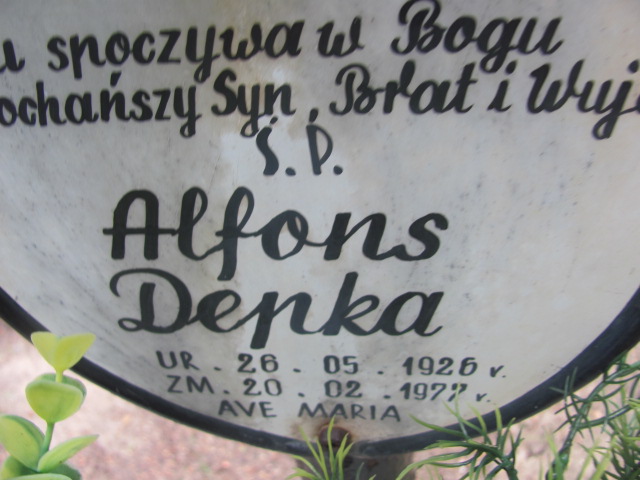 spoczywa w Bogu
Syn, Brat i
Ś.P.
Alfons
Depka
UR. 26. 05. 1926 r.
ZM. 20. 02. r.
AVE MARIA